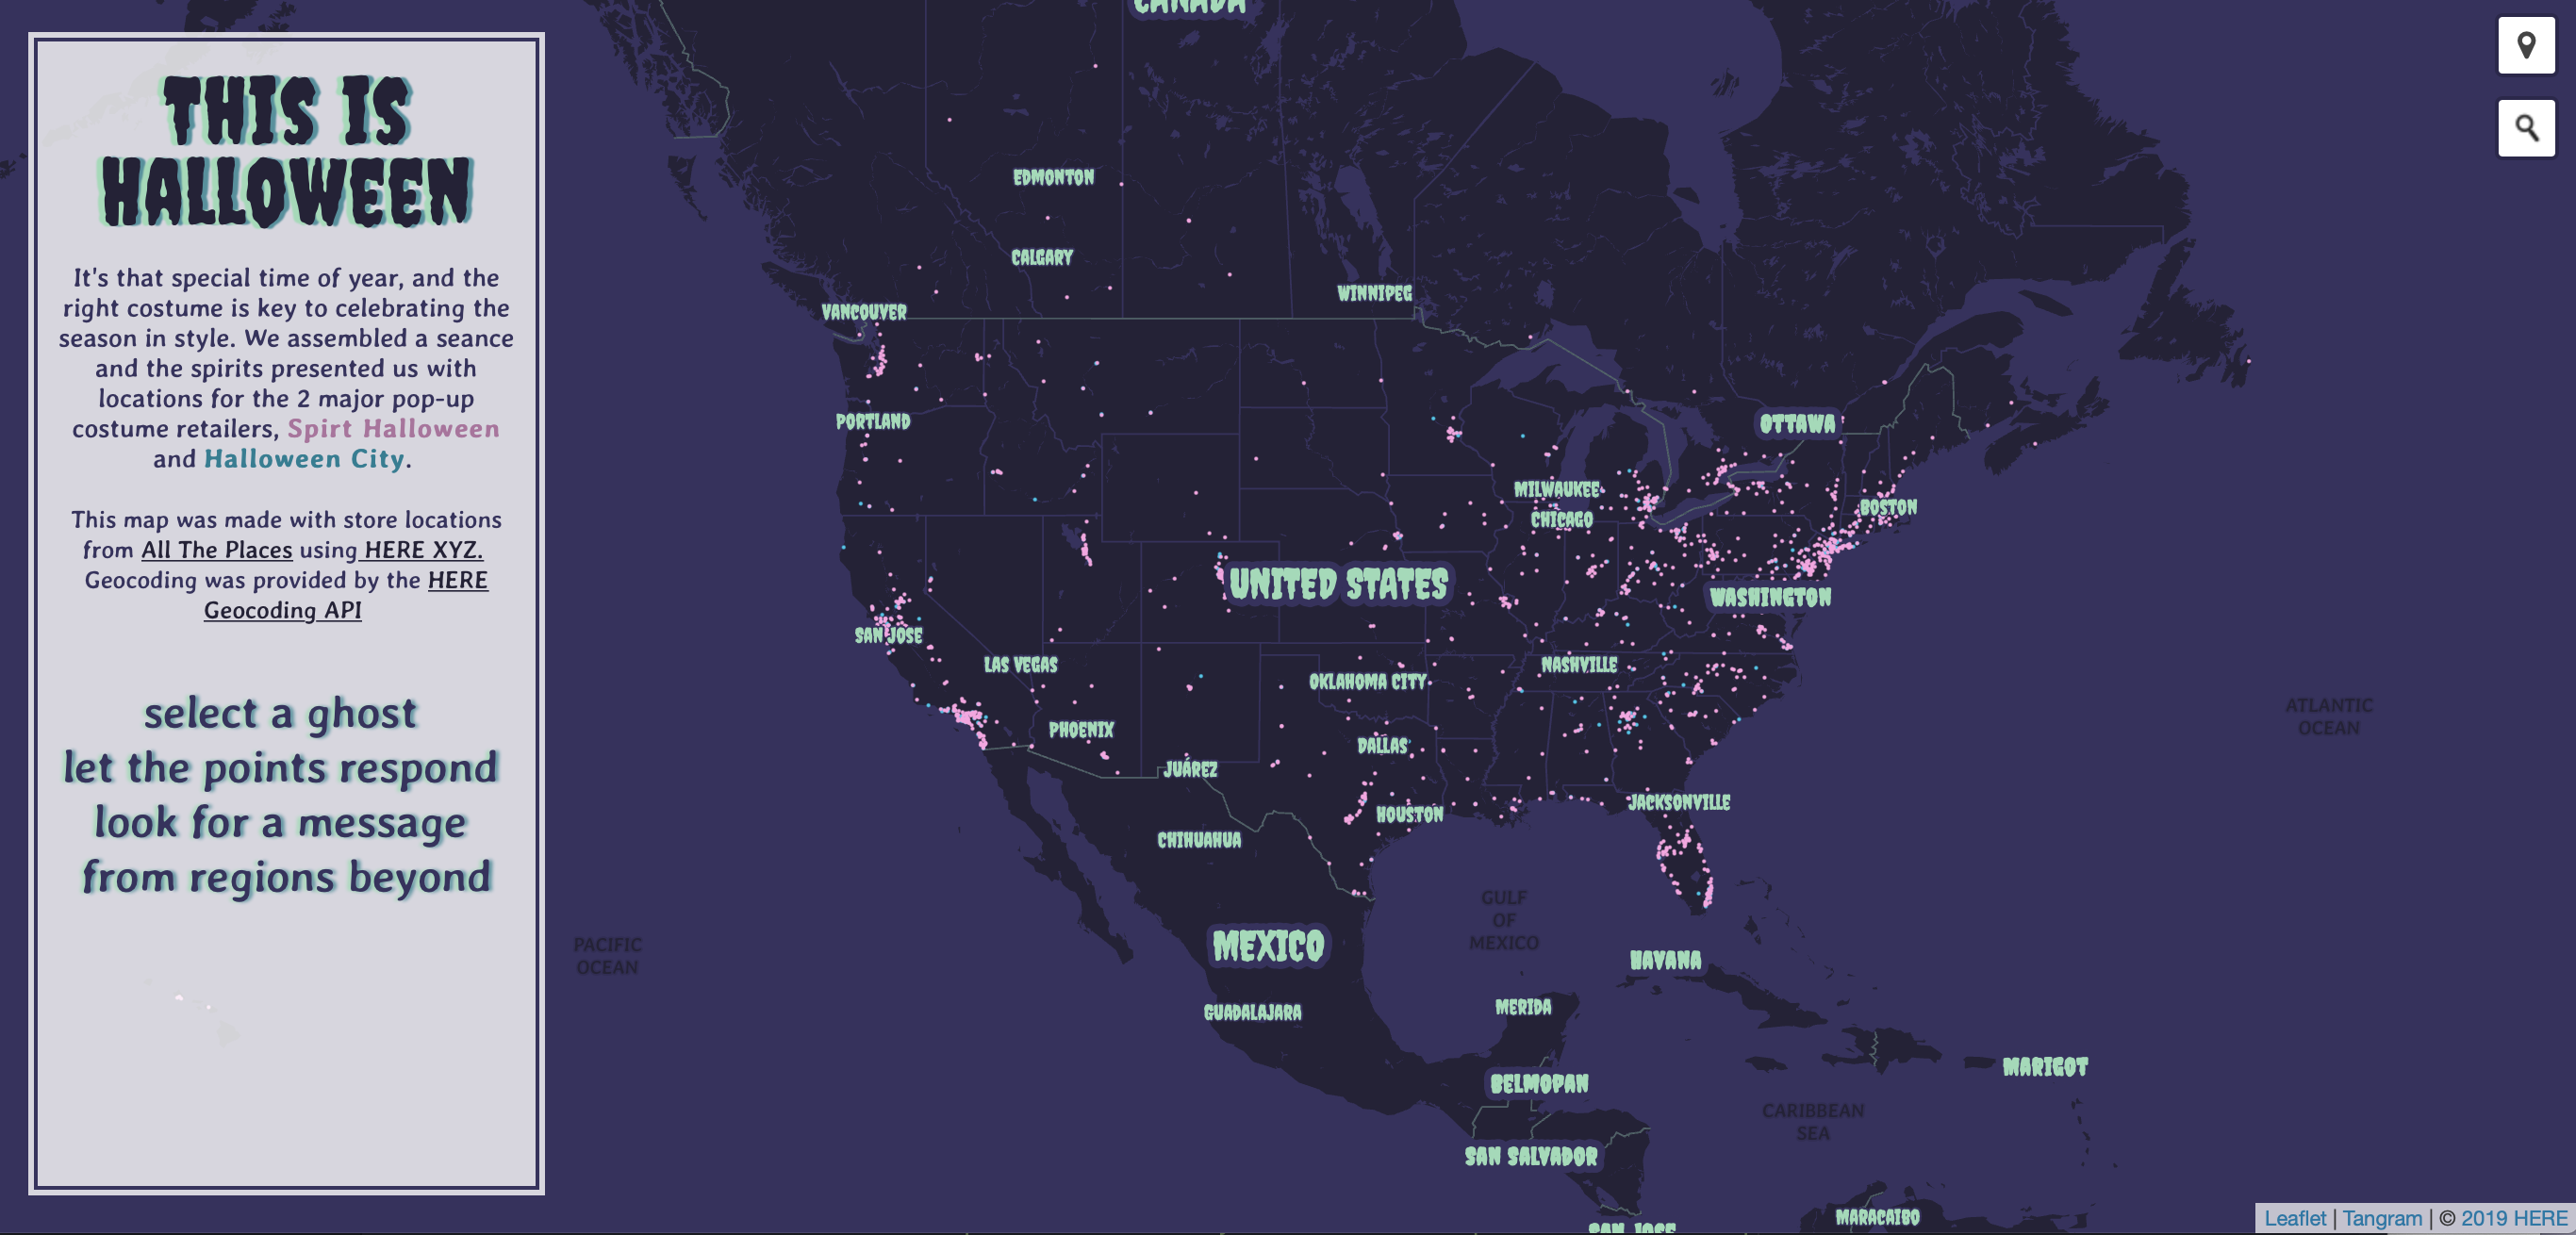 THIS IS
HALLOWEEN
It's that special time of year, and the
right costume is key to celebrating the
season in style. We assembled a seance
and the spirits presented us with
locations for the 2 major pop-up
costume retailers, Spirt Halloween
and Halloween City.
This map was made with store locations
from All The Places using HERE XYZ.
Geocoding was provided by the HERE
Geocoding API
select a ghost
let the points respond
look for a message
from regions beyond
CANADA
EDMONTON
CALGARY
WINNIPEG
VANCOUVER
PORTLAND
OTTAWA
MILWAUKEE
BOSTON
CHICAGO
UNITED STATES
WASHINGTON
SAN JOSE
LAS VEGAS
NASHVILLE
OKLAHOMA CITY
PHOENIX
DALLAS
JUÁREZ
JACKSONVILLE
HOUSTON
CHIHUAHUA
ATLANTIC
OCEAN
GULF
OF
MEXICO
PACIFIC
OCEAN
MEXICO
HAVANA
GUADALAJARA
MERIDA
MARIGOT
BELMOPAN
CARIBBEAN
SEA
SAN SALVADOR
MARACAIBO
SAN JOSE
Leaflet | Tangram | © 2019 HERE